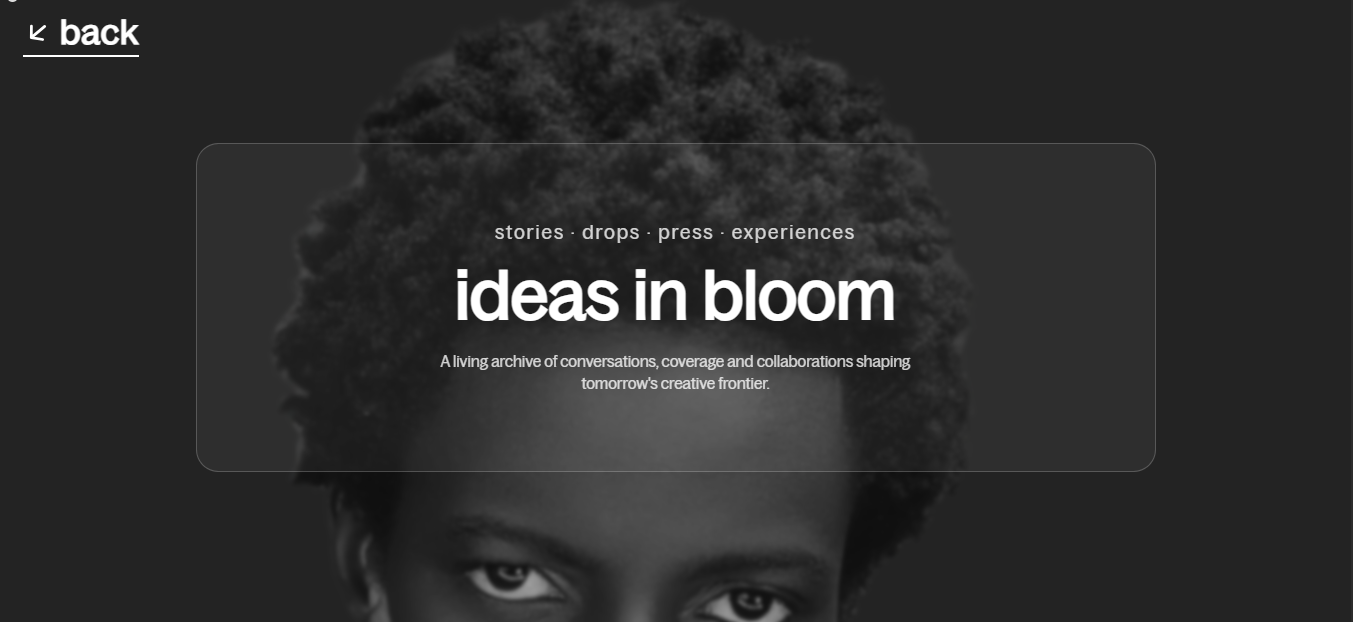 back
stories · drops · press · experiences
ideas in bloom
A living archive of conversations, coverage and collaborations shaping
tomorrow's creative frontier.